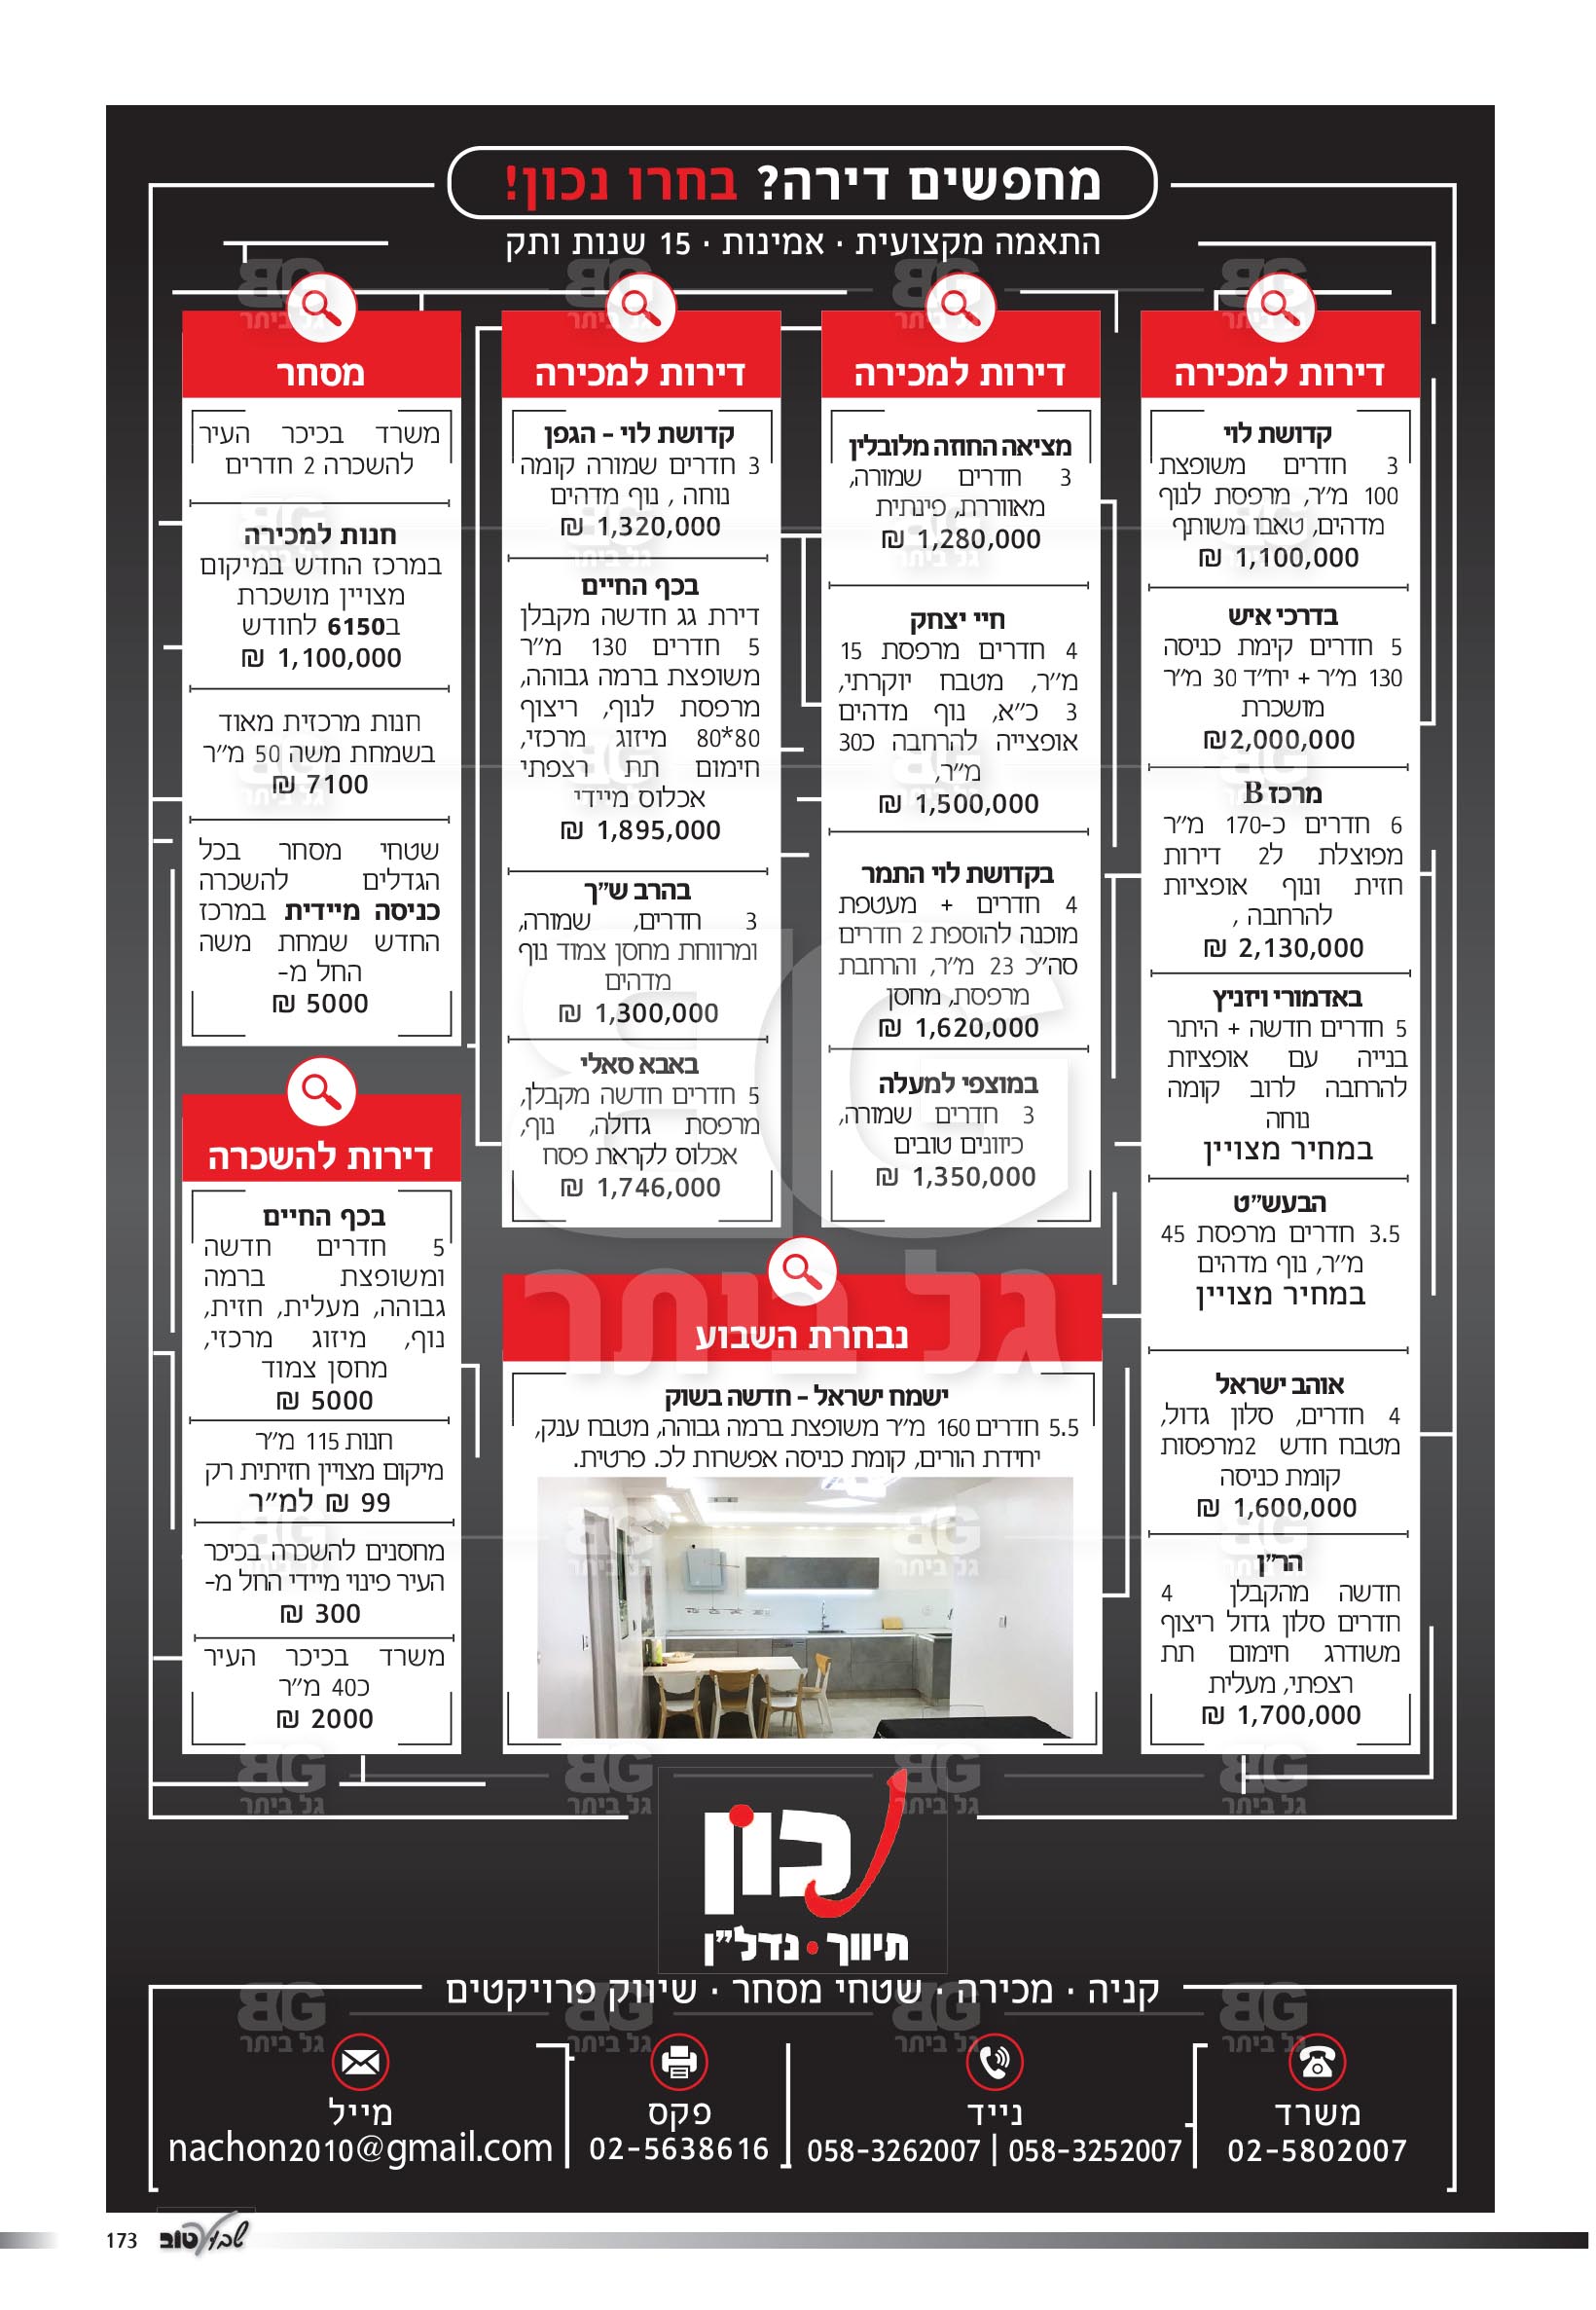 מחפשים דירה? בחרו נכון!
התאמה מקצועית · אמינות · 15 שנות ותק
דירות למכירה
קדושת לוי
3 חדרים משופצת
100 מ״ר, מרפסת לנוף
מדהים, טאבו משותף
1,100,000 ₪
בדרכי איש
5 חדרים קימת כניסה
130 מ״ר + יח״ד 30 מ״ר
מושכרת
2,000,000₪
מרכז B
6 חדרים כ-170 מ״ר
מפוצלת ל2 דירות
חזית ונוף אופציות
להרחבה ,
2,130,000 ₪
באדמורי ויזניץ
5 חדרים חדשה + היתר
בנייה עם אופציות
להרחבה לרוב קומה
נוחה
במחיר מצויין
הבעש״ט
3.5 חדרים מרפסת 45
מ״ר, נוף מדהים
במחיר מצויין
אוהב ישראל
4 חדרים, סלון גדול,
מטבח חדש 2מרפסות
קומת כניסה
1,600,000 ₪
הר״ן
חדשה מהקבלן 4
חדרים סלון גדול ריצוף
משודרג חימום תת
רצפתי, מעלית
1,700,000 ₪
דירות למכירה
מציאה החוזה מלובלין
3 חדרים שמורה,
מאווררת, פינתית
1,280,000 ₪
חיי יצחק
4 חדרים מרפסת 15
מ״ר, מטבח יוקרתי,
3 כ״א, נוף מדהים
אופצייה להרחבה כ30
מ״ר,
1,500,000 ₪
בקדושת לוי התמר
4 חדרים + מעטפת
מוכנה להוספת 2 חדרים
סה״כ 23 מ״ר, והרחבת
מרפסת, מחסן
1,620,000 ₪
במוצפי למעלה
3 חדרים שמורה,
כיוונים טובים
1,350,000 ₪
דירות למכירה
קדושת לוי - הגפן
3 חדרים שמורה קומה
נוחה , נוף מדהים
1,320,000 ₪
בכף החיים
דירת גג חדשה מקבלן
5 חדרים 130 מ״ר
משופצת ברמה גבוהה,
מרפסת לנוף, ריצוף
80*80 מיזוג מרכזי,
חימום תת רצפתי
אכלוס מיידי
1,895,000 ₪
בהרב ש״ך
3 חדרים, שמורה,
ומרווחת מחסן צמוד נוף
מדהים
1,300,000 ₪
באבא סאלי
5 חדרים חדשה מקבלן,
מרפסת גדולה, נוף,
אכלוס לקראת פסח
1,746,000 ₪
מסחר
משרד בכיכר העיר
להשכרה 2 חדרים
חנות למכירה
במרכז החדש במיקום
מצויין מושכרת
ב6150 לחודש
1,100,000 ₪
חנות מרכזית מאוד
בשמחת משה 50 מ״ר
7100 ₪
שטחי מסחר בכל
הגדלים להשכרה
כניסה מיידית במרכז
החדש שמחת משה
החל מ-
5000 ₪
דירות להשכרה
בכף החיים
5 חדרים חדשה
ומשופצת ברמה
גבוהה, מעלית, חזית,
נוף, מיזוג מרכזי,
מחסן צמוד
5000 ₪
חנות 115 מ״ר
מיקום מצויין חזיתית רק
99 ₪ למ״ר
מחסנים להשכרה בכיכר
העיר פינוי מיידי החל מ-
300 ₪
משרד בכיכר העיר
כ40 מ״ר
2000 ₪
נבחרת השבוע
ישמח ישראל - חדשה בשוק
5.5 חדרים 160 מ״ר משופצת ברמה גבוהה, מטבח ענק,
יחידת הורים, קומת כניסה אפשרות לכ. פרטית.
BG
גל ביתר
נכון
תיווך • נדל״ן
קניה · מכירה · שטחי מסחר · שיווק פרויקטים
משרד
02-5802007
נייד
058-3262007 | 058-3252007
פקס
02-5638616
מייל
nachon2010@gmail.com
173 שבוע טוב